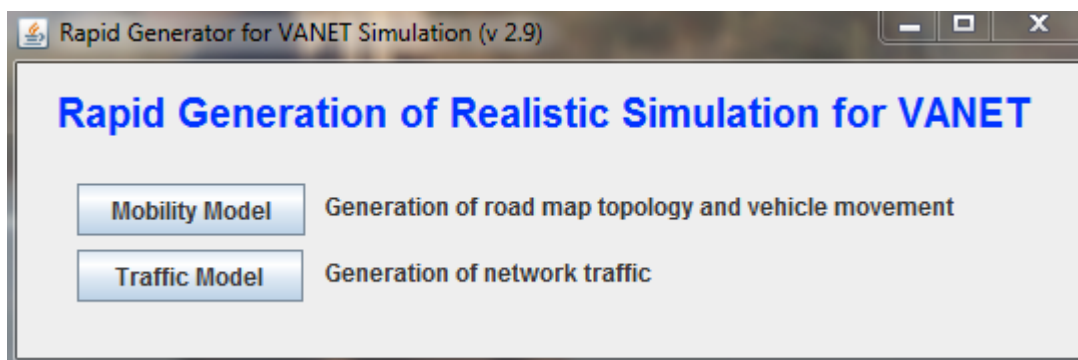 Rapid Generator for VANET Simulation (v 2.9)
Rapid Generation of Realistic Simulation for VANET
Mobility Model Generation of road map topology and vehicle movement
Traffic Model Generation of network traffic